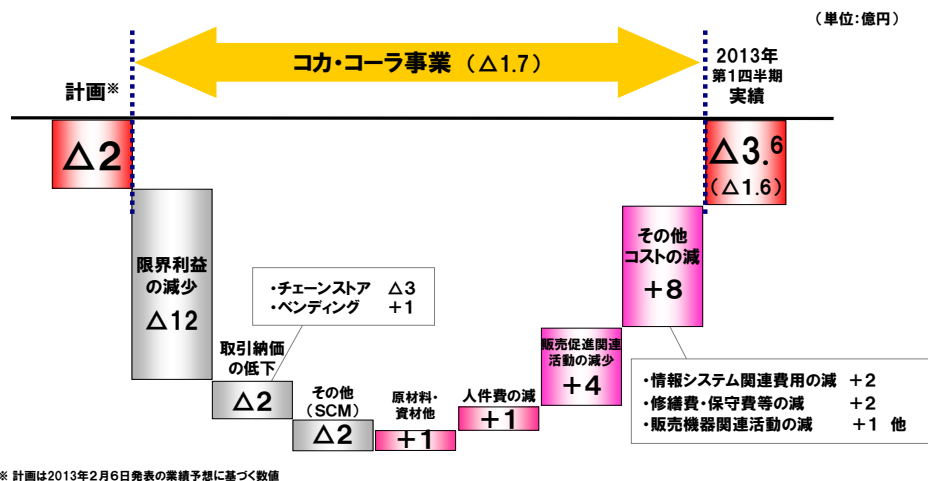 （単位：億円）
コカ・コーラ事業（△1.7）
計画※
2013年
第1四半期
実績
△2
△3.6
（△1.6）
限界利益
の減少
△12
・チェーンストア △3
・ベンディング +1
取引納価
の低下
△2
その他
（SCM）
△2
原材料・
資材他
+1
人件費の減
+1
販売促進関連
活動の減少
+4
その他
コストの減
+8
・情報システム関連費用の減 +2
・修繕費・保守費等の減 +2
・販売機器関連活動の減 +1 他
※ 計画は2013年2月6日発表の業績予想に基づく数値